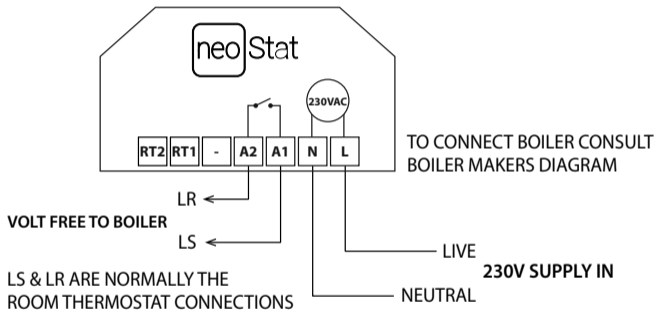 neoStat
230VAC
RT2 RT1 - A2 A1 N L
TO CONNECT BOILER CONSULT
BOILER MAKERS DIAGRAM
LR
VOLT FREE TO BOILER
LS
LIVE
230V SUPPLY IN
NEUTRAL
LS & LR ARE NORMALLY THE
ROOM THERMOSTAT CONNECTIONS